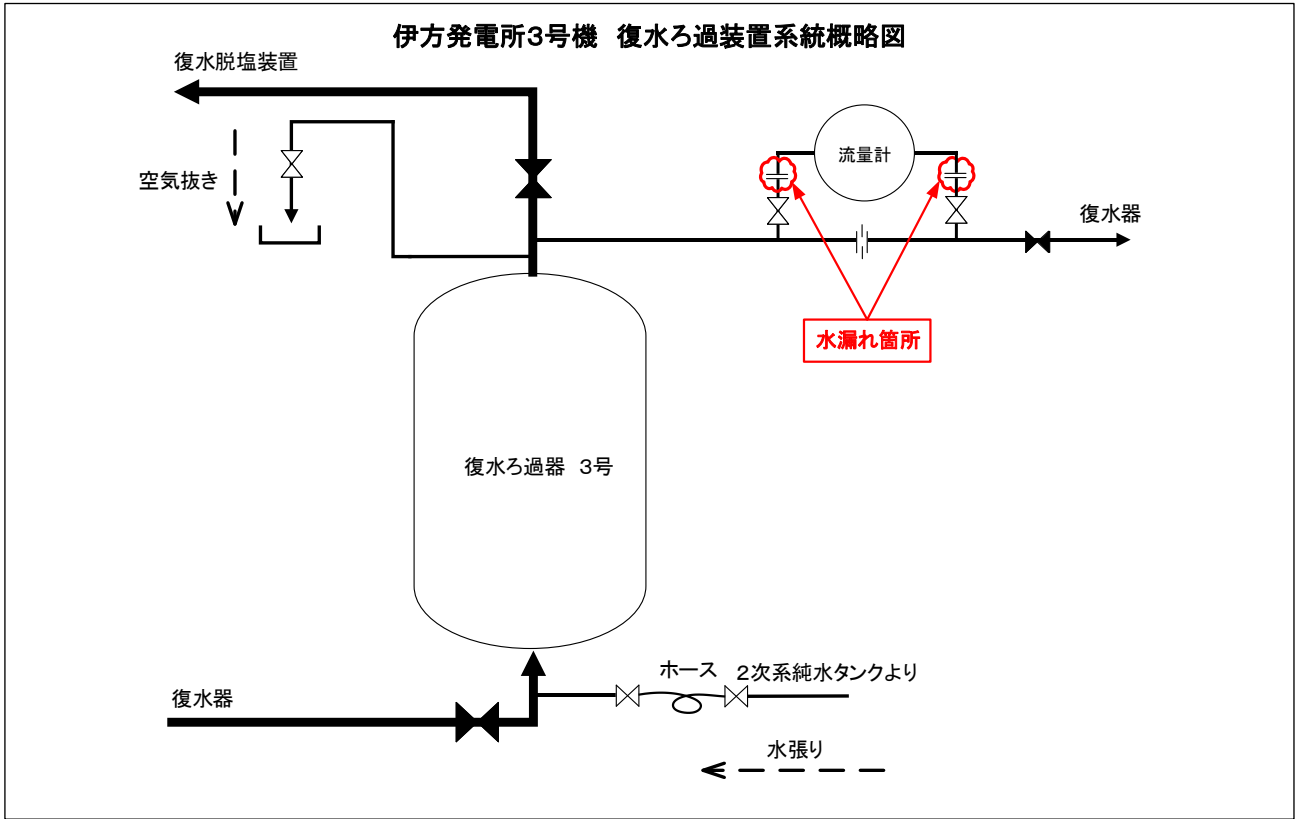 伊方発電所3号機　復水ろ過装置系統概略図
復水脱塩装置
空気抜き
流量計
復水器
水漏れ箇所
復水ろ過器　3号
ホース
2次系純水タンクより
復水器
水張り